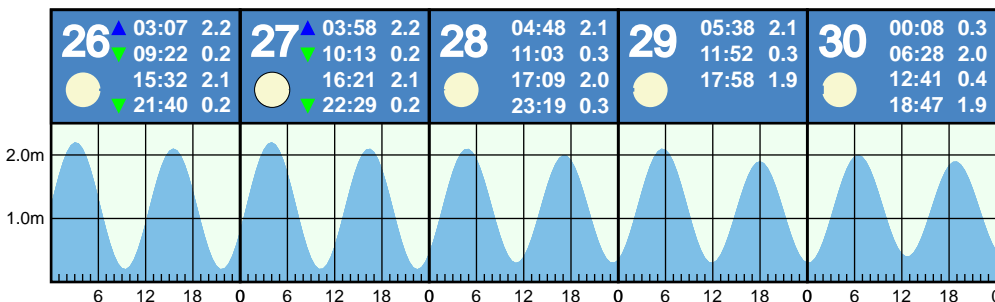 26 ▲ 03:07 2.2
▼ 09:22 0.2
15:32 2.1
▼ 21:40 0.2
27 ▲ 03:58 2.2
▼ 10:13 0.2
16:21 2.1
▼ 22:29 0.2
28 04:48 2.1
11:03 0.3
17:09 2.0
23:19 0.3
29 05:38 2.1
11:52 0.3
17:58 1.9
30 00:08 0.3
06:28 2.0
12:41 0.4
18:47 1.9
2.0m
1.0m
6 12 18 0 6 12 18 0 6 12 18 0 6 12 18 0 6 12 18 0